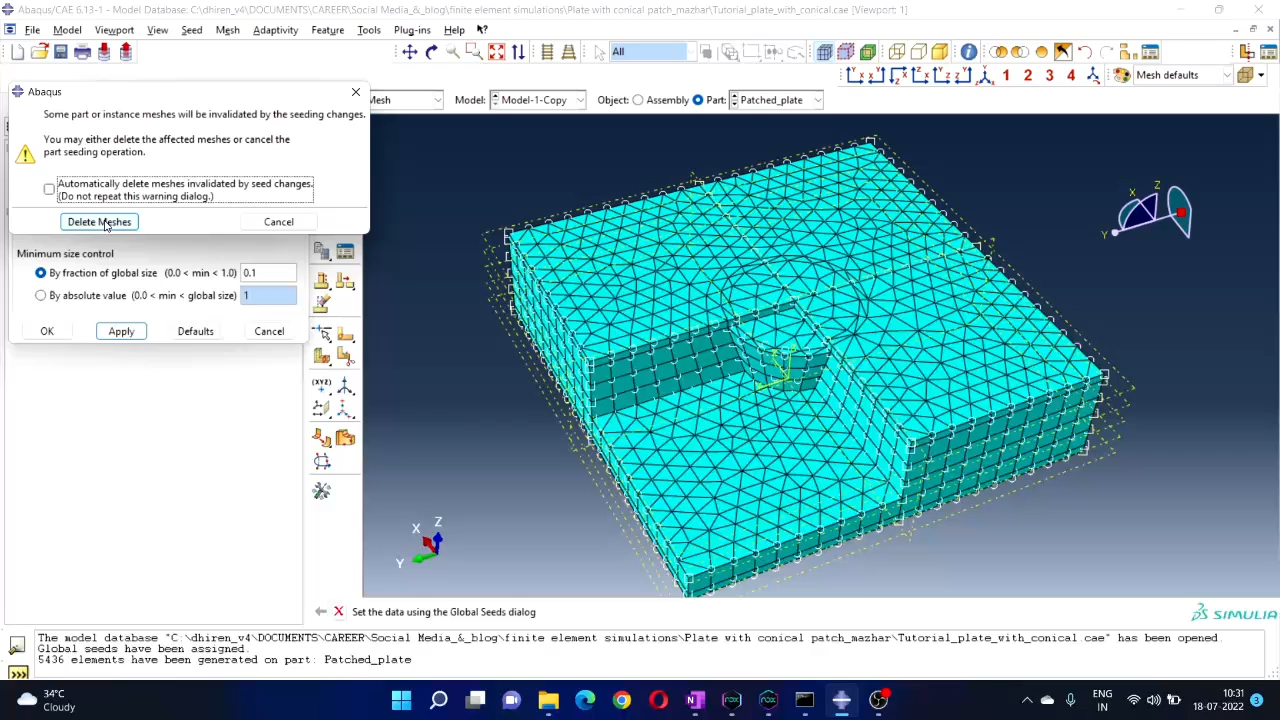 Abaqus/CAE 6.13-1 - Model Database: C:\dhiren_v4\DOCUMENTS\CAREER\Social Media_&_blog\finite element simulations\Plate with conical patch_mazhar\Tutorial_plate_with_conical.cae [Viewport: 1]
File Model Viewport View Seed Mesh Adaptivity Feature Tools Plug-ins Help
All
1 2 3 4 Mesh defaults
Abaqus
Mesh Model: Model-1-Copy Object: Assembly Part: Patched_plate
Some part or instance meshes will be invalidated by the seeding changes.
You may either delete the affected meshes or cancel the
part seeding operation.
Automatically delete meshes invalidated by seed changes.
(Do not repeat this warning dialog.)
Delete Meshes Cancel
Minimum size control
By fraction of global size (0.0 < min < 1.0) 0.1
By absolute value (0.0 < min < global size) 1
OK Apply Defaults Cancel
(XYZ)
X Z
Y
X Z
Y
Set the data using the Global Seeds dialog
SIMULIA
The model database "C:\dhiren_v4\DOCUMENTS\CAREER\Social Media_&_blog\finite element simulations\Plate with conical patch_mazhar\Tutorial_plate_with_conical.cae" has been opened.
Global seeds have been assigned.
5436 elements have been generated on part: Patched_plate
>>>
34°C
Cloudy
ENG
IN
10:31
18-07-2022
3